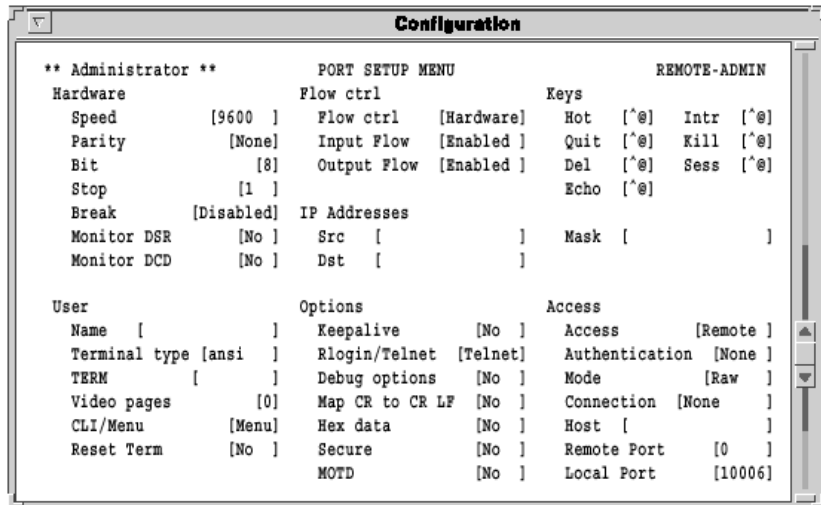 Configuration
** Administrator ** PORT SETUP MENU REMOTE-ADMIN
Hardware Flow ctrl Keys
Speed [9600 ] Flow ctrl [Hardware] Hot [^@] Intr [^@]
Parity [None] Input Flow [Enabled ] Quit [^@] Kill [^@]
Bit [8] Output Flow [Enabled ] Del [^@] Sess [^@]
Stop [1 ] Echo [^@]
Break [Disabled] IP Addresses
Monitor DSR [No ] Src [ ] Mask [ ]
Monitor DCD [No ] Dst [ ]
User Options Access
Name [ ] Keepalive [No ] Access [Remote ]
Terminal type [ansi ] Rlogin/Telnet [Telnet] Authentication [None ]
TERM [ ] Debug options [No ] Mode [Raw ]
Video pages [0] Map CR to CR LF [No ] Connection [None ]
CLI/Menu [Menu] Hex data [No ] Host [ ]
Reset Term [No ] Secure [No ] Remote Port [0 ]
MOTD [No ] Local Port [10006]